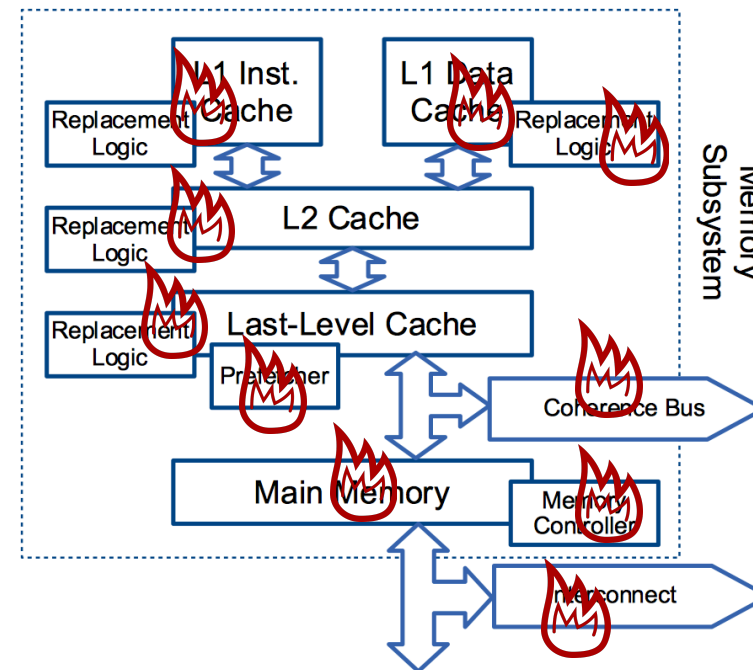 L1 Inst.
Cache
L1 Data
Cache
Replacement
Logic
Replacement
Logic
L2 Cache
Replacement
Logic
Last-Level Cache
Replacement
Logic
Prefetcher
Coherence Bus
Main Memory
Memory
Controller
Interconnect
Memory
Subsystem